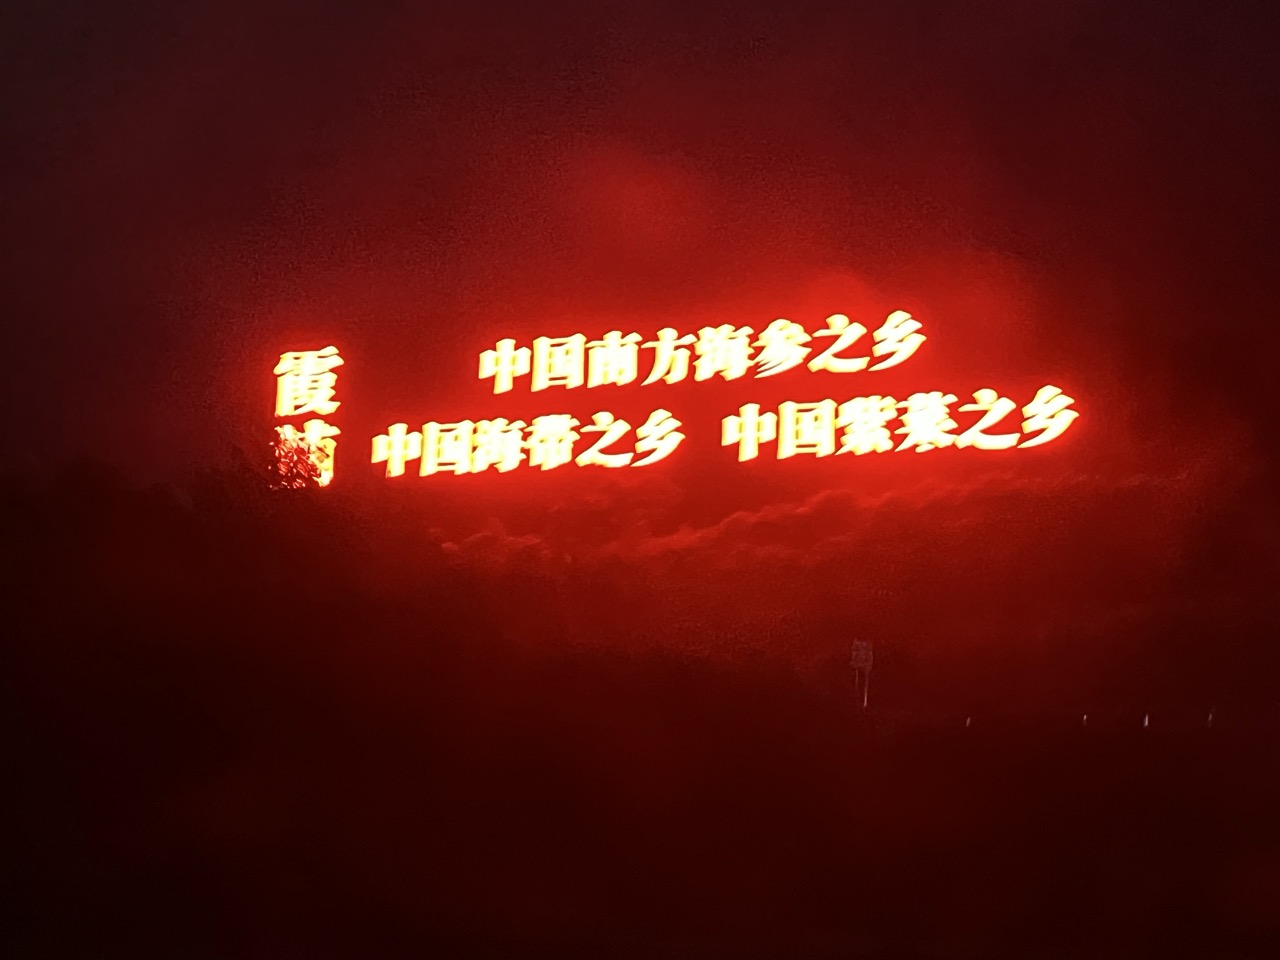 霞浦
中国南方海参之乡
中国海带之乡 中国紫菜之乡